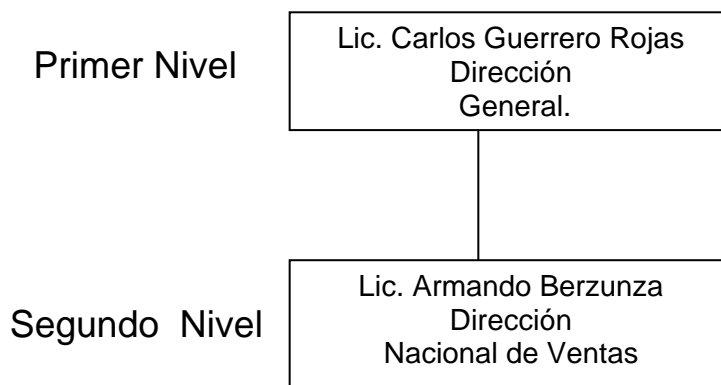 Primer Nivel
Lic. Carlos Guerrero Rojas
Dirección
General.
Segundo Nivel
Lic. Armando Berzunza
Dirección
Nacional de Ventas